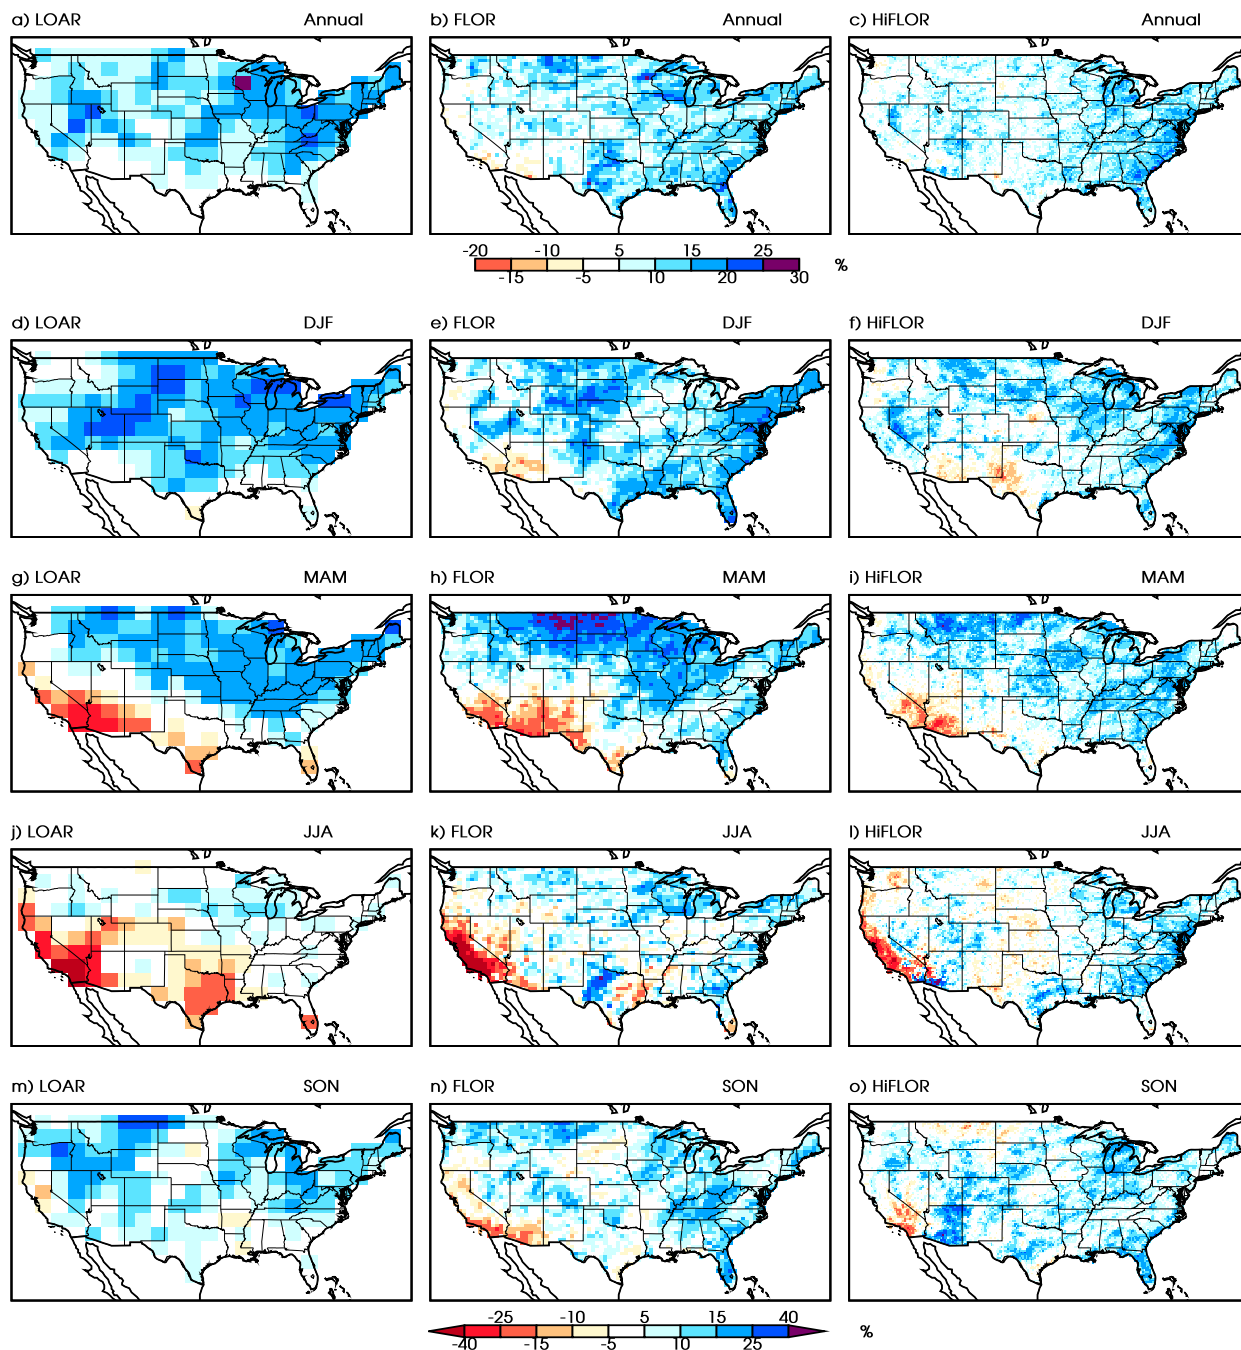 a) LOAR Annual b) FLOR Annual c) HiFLOR Annual
-20 -10 5 15 25
-15 -5 10 20 30 %
d) LOAR DJF e) FLOR DJF f) HiFLOR DJF
g) LOAR MAM h) FLOR MAM i) HiFLOR MAM
j) LOAR JJA k) FLOR JJA l) HiFLOR JJA
m) LOAR SON n) FLOR SON o) HiFLOR SON
-25 -10 5 15 40
-40 -15 -5 10 25 %